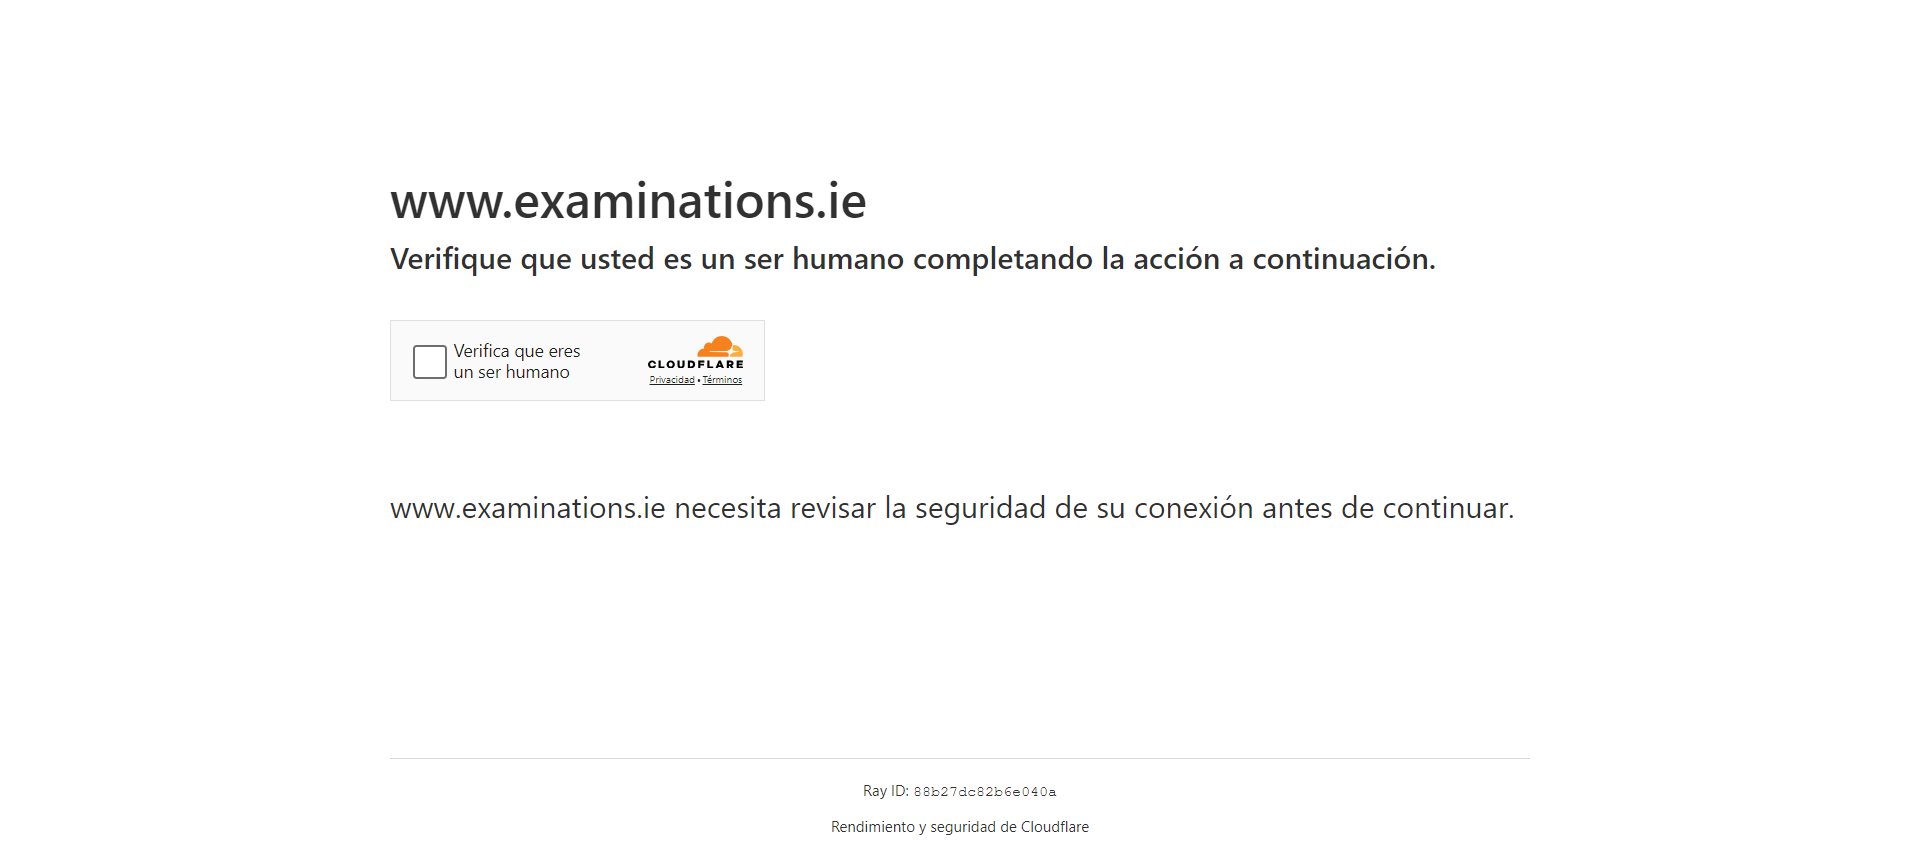 www.examinations.ie
Verifique que usted es un ser humano completando la acción a continuación.
Verifica que eres
un ser humano
CLOUDFLARE
Privacidad • Términos
www.examinations.ie necesita revisar la seguridad de su conexión antes de continuar.
Ray ID: 88b27dc82b6e040a
Rendimiento y seguridad de Cloudflare